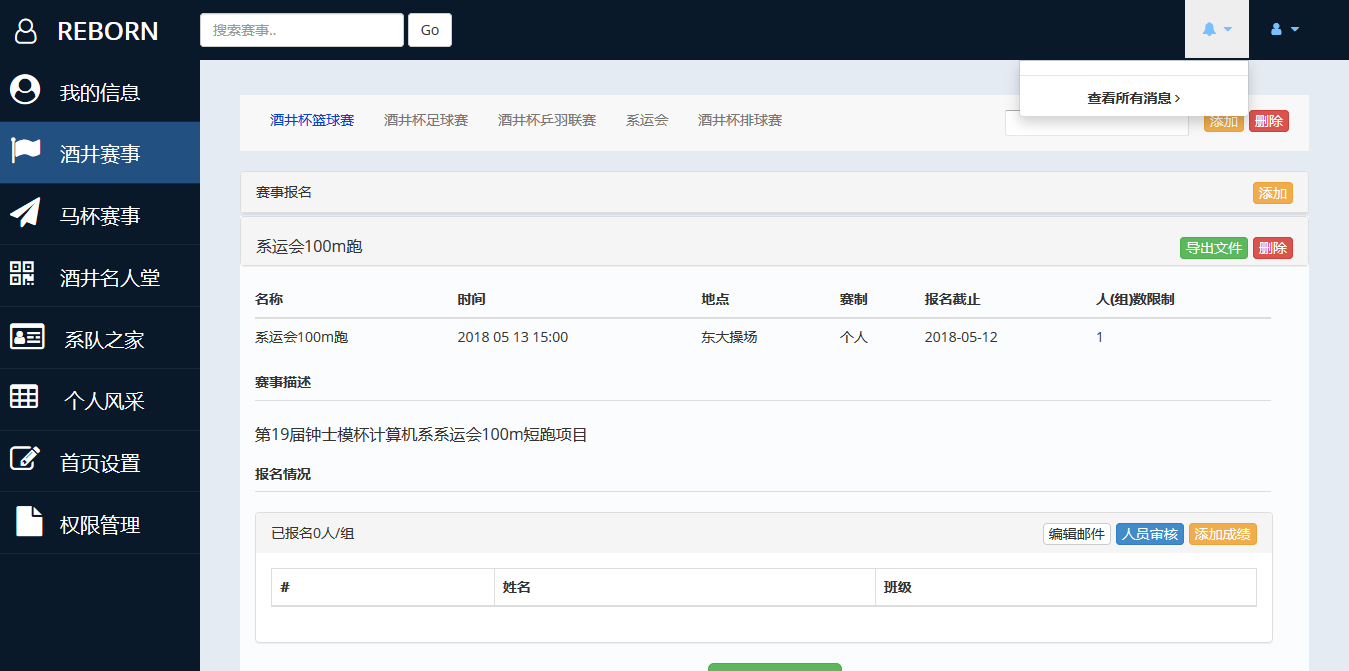 REBORN
搜索赛事..
Go
我的信息
酒井赛事
马杯赛事
酒井名人堂
系队之家
个人风采
首页设置
权限管理
查看所有消息
酒井杯篮球赛 酒井杯足球赛 酒井杯乒羽联赛 系运会 酒井杯排球赛
添加 删除
赛事报名
添加
系运会100m跑
导出文件 删除
名称 时间 地点 赛制 报名截止 人(组)数限制
系运会100m跑 2018 05 13 15:00 东大操场 个人 2018-05-12 1
赛事描述
第19届钟士模杯计算机系系运会100m短跑项目
报名情况
已报名0人/组
编辑邮件 人员审核 添加成绩
# 姓名 班级